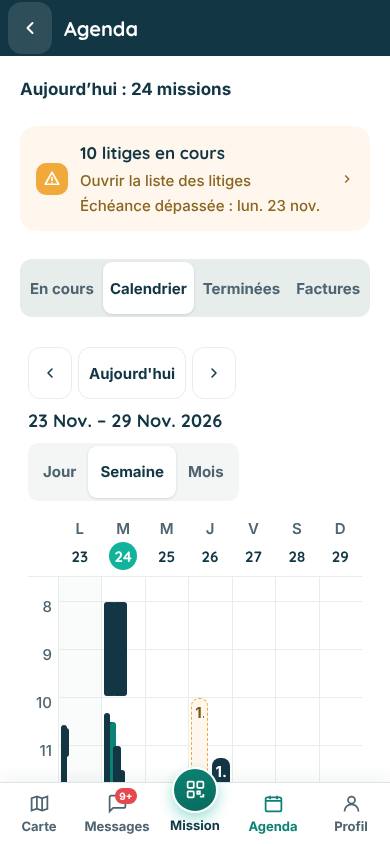 Agenda
Aujourd’hui : 24 missions
10 litiges en cours
Ouvrir la liste des litiges
Échéance dépassée : lun. 23 nov.
En cours Calendrier Terminées Factures
Aujourd'hui
23 Nov. – 29 Nov. 2026
Jour Semaine Mois
L M M J V S D
23 24 25 26 27 28 29
8
9
10
1.
11
1.
9+
Carte Messages Mission Agenda Profil